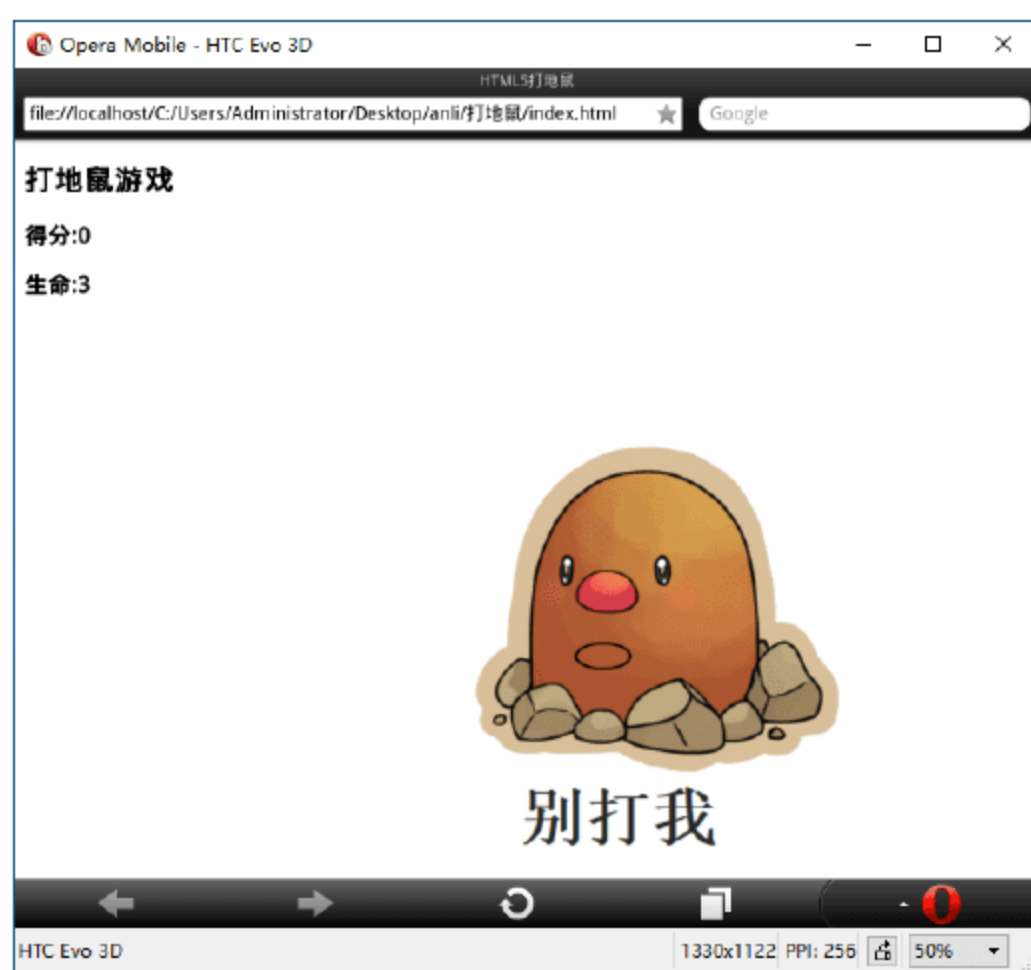 Opera Mobile - HTC Evo 3D
HTML5打地鼠
file://localhost/C:/Users/Administrator/Desktop/anli/打地鼠/index.html
Google
打地鼠游戏
得分:0
生命:3
别打我
HTC Evo 3D 1330x1122 PPI: 256 50%